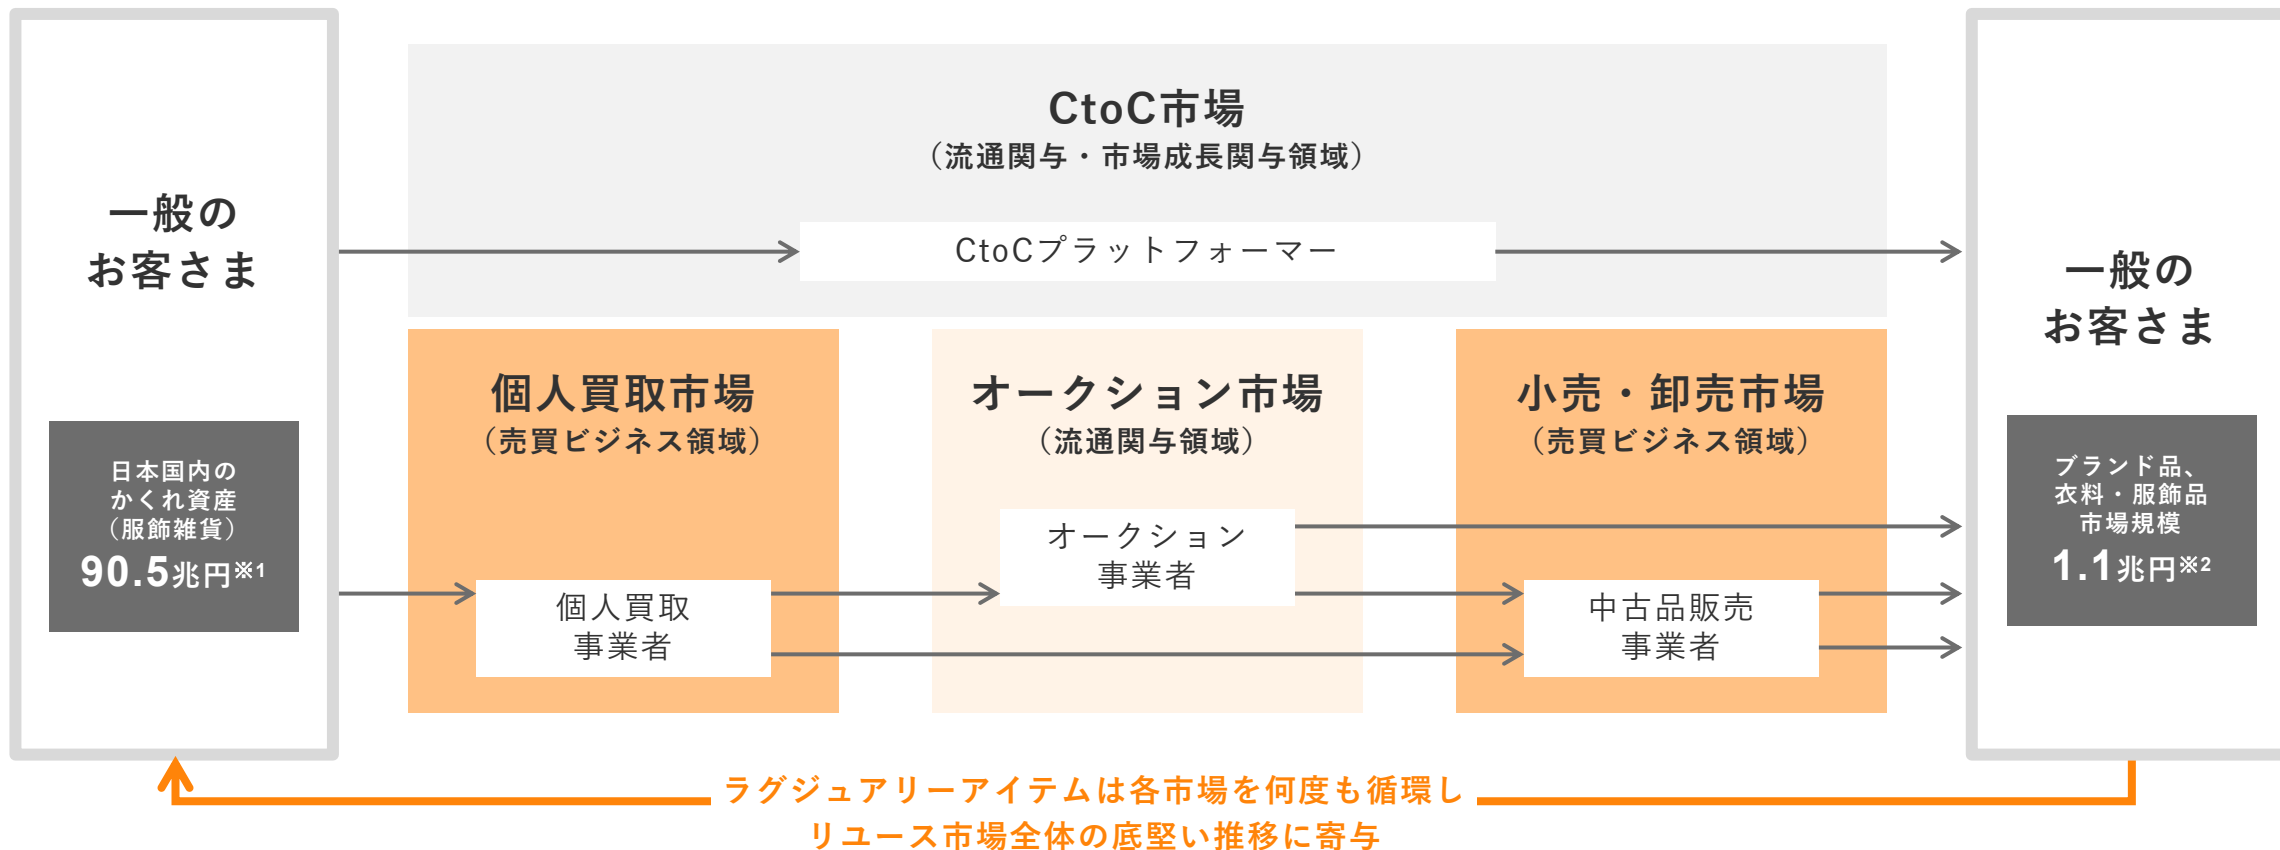 一般の
お客さま
日本国内の
かくれ資産
（服飾雑貨）
90.5兆円※1
CtoC市場
（流通関与・市場成長関与領域）
CtoCプラットフォーマー
個人買取市場
（売買ビジネス領域）
個人買取
事業者
オークション市場
（流通関与領域）
オークション
事業者
小売・卸売市場
（売買ビジネス領域）
中古品販売
事業者
一般の
お客さま
ブランド品、
衣料・服飾品
市場規模
1.1兆円※2
ラグジュアリーアイテムは各市場を何度も循環し
リユース市場全体の底堅い推移に寄与